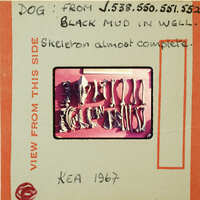 DOG: FROM J.538.550.551.552
BLACK MUD IN WELL.
Skeleton almost complete.
VIEW FROM THIS SIDE
KEA 1967